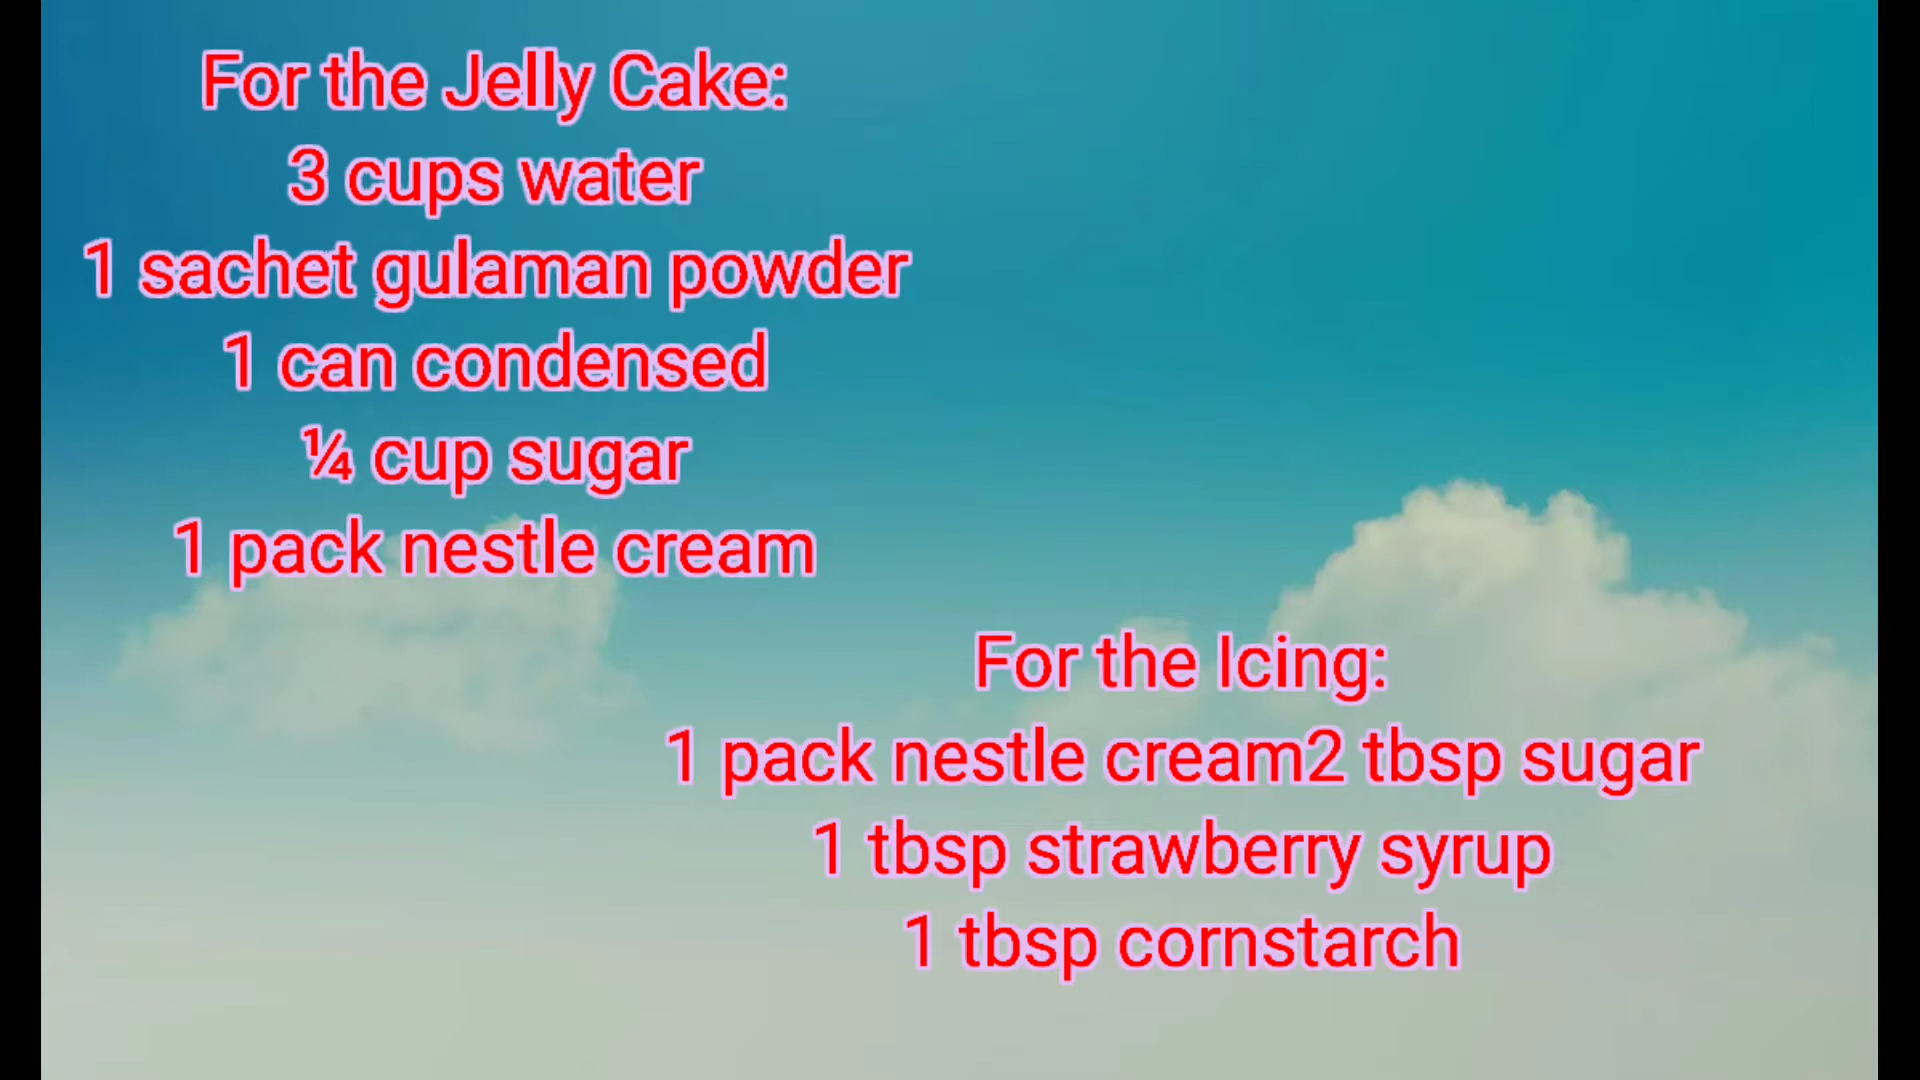 For the Jelly Cake:
3 cups water
1 sachet gulaman powder
1 can condensed
¼ cup sugar
1 pack nestle cream
For the Icing:
1 pack nestle cream2 tbsp sugar
1 tbsp strawberry syrup
1 tbsp cornstarch